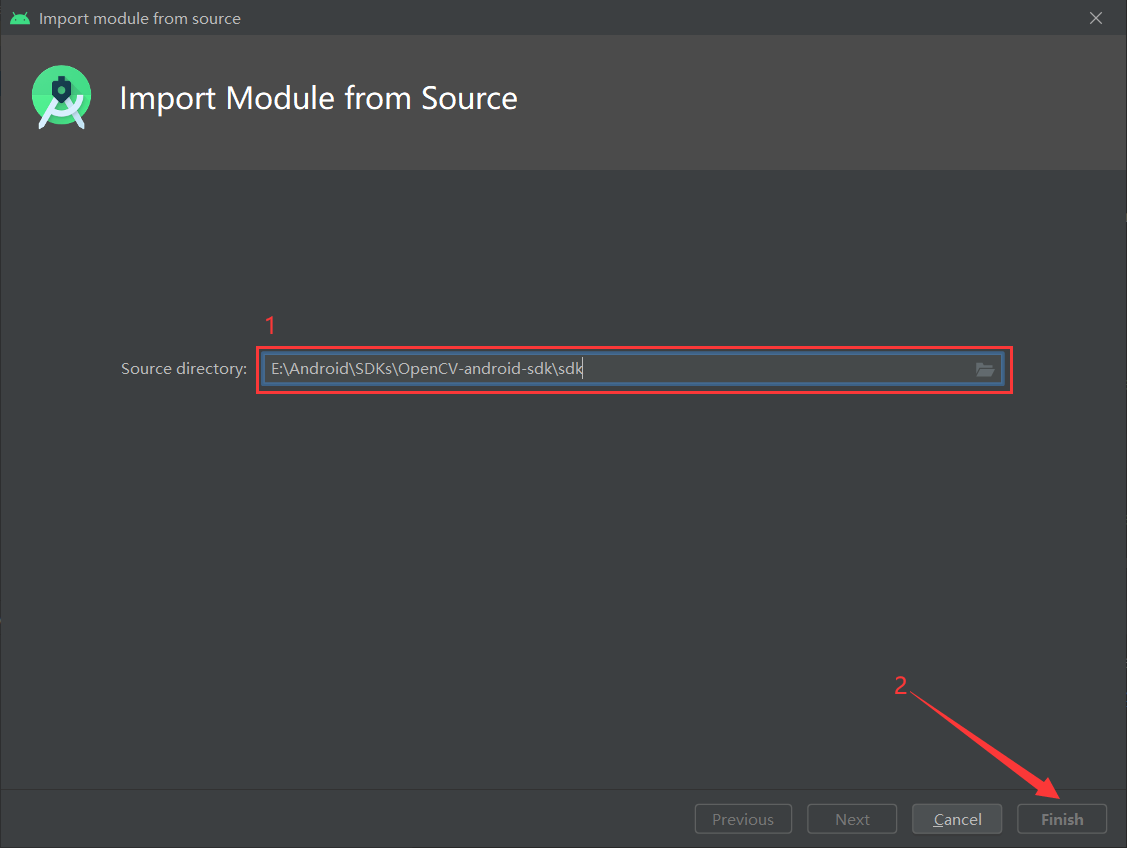 Import module from source
Import Module from Source
1
Source directory: E:\Android\SDKs\OpenCV-android-sdk\sdk
2
Previous Next Cancel Finish